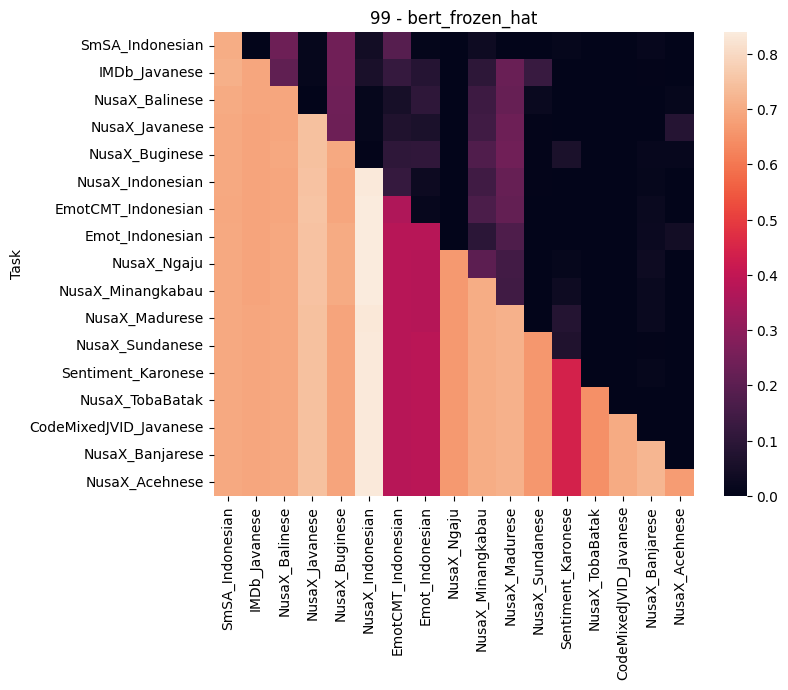 99 - bert_frozen_hat
Task
SmSA_Indonesian
IMDb_Javanese
NusaX_Balinese
NusaX_Javanese
NusaX_Buginese
NusaX_Indonesian
EmotCMT_Indonesian
Emot_Indonesian
NusaX_Ngaju
NusaX_Minangkabau
NusaX_Madurese
NusaX_Sundanese
Sentiment_Karonese
NusaX_TobaBatak
CodeMixedJVID_Javanese
NusaX_Banjarese
NusaX_Acehnese
SmSA_Indonesian
IMDb_Javanese
NusaX_Balinese
NusaX_Javanese
NusaX_Buginese
NusaX_Indonesian
EmotCMT_Indonesian
Emot_Indonesian
NusaX_Ngaju
NusaX_Minangkabau
NusaX_Madurese
NusaX_Sundanese
Sentiment_Karonese
NusaX_TobaBatak
CodeMixedJVID_Javanese
NusaX_Banjarese
NusaX_Acehnese
0.8
0.7
0.6
0.5
0.4
0.3
0.2
0.1
0.0